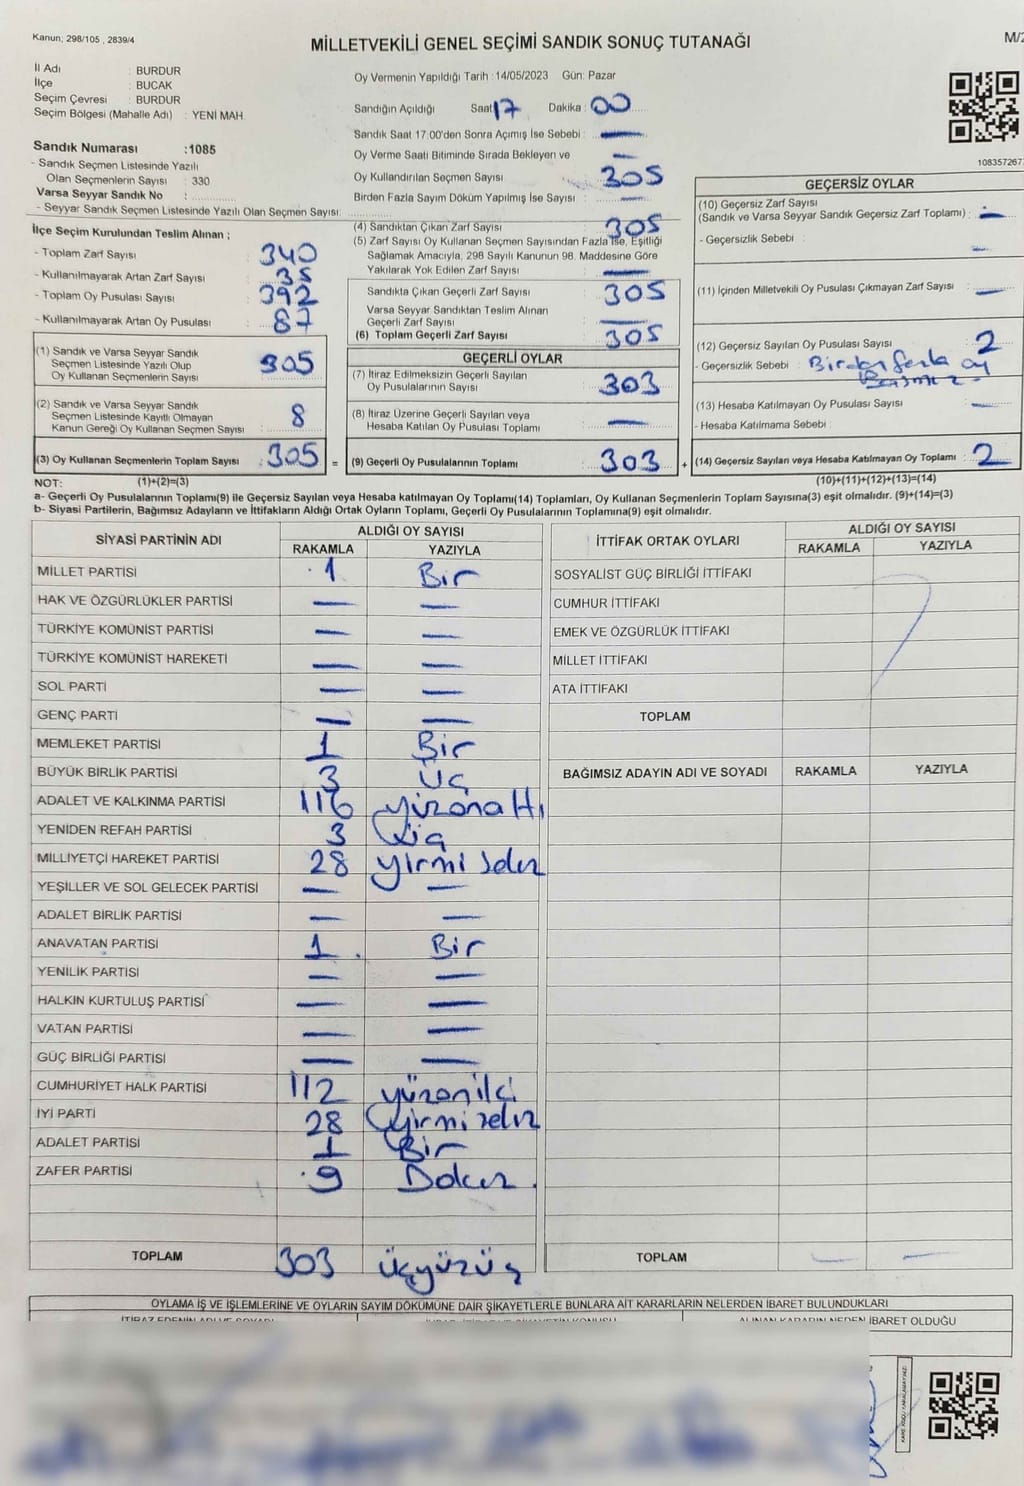 Kanun; 298/105 , 2839/4
MİLLETVEKİLİ GENEL SEÇİMİ SANDIK SONUÇ TUTANAĞI
İl Adı : BURDUR
İlçe : BUCAK
Seçim Çevresi : BURDUR
Seçim Bölgesi (Mahalle Adı) : YENİ MAH.
Oy Vermenin Yapıldığı Tarih : 14/05/2023 Gün: Pazar
Sandığın Açıldığı Saat 17 Dakika : 00
Sandık Saat 17.00'den Sonra Açımış İse Sebebi : —
Oy Verme Saati Bitiminde Sırada Bekleyen ve —
Oy Kullandırılan Seçmen Sayısı 305
Birden Fazla Sayım Döküm Yapılmış İse Sayısı : —
Sandık Numarası :1085
- Sandık Seçmen Listesinde Yazılı
Olan Seçmenlerin Sayısı : 330
Varsa Seyyar Sandık No :
- Seyyar Sandık Seçmen Listesinde Yazılı Olan Seçmen Sayısı:
İlçe Seçim Kurulundan Teslim Alınan ;
- Toplam Zarf Sayısı : 340
- Kullanılmayarak Artan Zarf Sayısı : 35
- Toplam Oy Pusulası Sayısı : 392
- Kullanılmayarak Artan Oy Pusulası : 87
(1) Sandık ve Varsa Seyyar Sandık
Seçmen Listesinde Yazılı Olup
Oy Kullanan Seçmenlerin Sayısı : 305
(2) Sandık ve Varsa Seyyar Sandık
Seçmen Listesinde Kayıtlı Olmayan
Kanun Gereği Oy Kullanan Seçmen Sayısı : 8
(3) Oy Kullanan Seçmenlerin Toplam Sayısı : 305 =
(4) Sandıktan Çıkan Zarf Sayısı : 305
(5) Zarf Sayısı Oy Kullanan Seçmen Sayısından Fazla İse, Eşitliği
Sağlamak Amacıyla, 298 Sayılı Kanunun 98. Maddesine Göre
Yakılarak Yok Edilen Zarf Sayısı : —
Sandıkta Çıkan Geçerli Zarf Sayısı : 305
Varsa Seyyar Sandıktan Teslim Alınan
Geçerli Zarf Sayısı : —
(6) Toplam Geçerli Zarf Sayısı : 305
GEÇERLİ OYLAR
(7) İtiraz Edilmeksizin Geçerli Sayılan
Oy Pusulalarının Sayısı : 303
(8) İtiraz Üzerine Geçerli Sayılan veya
Hesaba Katılan Oy Pusulası Toplamı : —
(9) Geçerli Oy Pusulalarının Toplamı : 303 +
GEÇERSİZ OYLAR
(10) Geçersiz Zarf Sayısı
(Sandık ve Varsa Seyyar Sandık Geçersiz Zarf Toplamı) : —
- Geçersizlik Sebebi : —
(11) İçinden Milletvekili Oy Pusulası Çıkmayan Zarf Sayısı : —
(12) Geçersiz Sayılan Oy Pusulası Sayısı : 2
- Geçersizlik Sebebi : Birden fazla oy
(13) Hesaba Katılmayan Oy Pusulası Sayısı : —
- Hesaba Katılmama Sebebi :
(14) Geçersiz Sayılan veya Hesaba Katılmayan Oy Toplamı : 2
NOT: (1)+(2)=(3) (10)+(11)+(12)+(13)=(14)
a- Geçerli Oy Pusulalarının Toplamı(9) ile Geçersiz Sayılan veya Hesaba katılmayan Oy Toplamı(14) Toplamları, Oy Kullanan Seçmenlerin Toplam Sayısına(3) eşit olmalıdır. (9)+(14)=(3)
b- Siyasi Partilerin, Bağımsız Adayların ve İttifakların Aldığı Ortak Oyların Toplamı, Geçerli Oy Pusulalarının Toplamına(9) eşit olmalıdır.
SİYASİ PARTİNİN ADI ALDIĞI OY SAYISI
RAKAMLA YAZIYLA
MİLLET PARTİSİ 1 Bir
HAK VE ÖZGÜRLÜKLER PARTİSİ — —
TÜRKİYE KOMÜNİST PARTİSİ — —
TÜRKİYE KOMÜNİST HAREKETİ — —
SOL PARTİ — —
GENÇ PARTİ — —
MEMLEKET PARTİSİ 1 Bir
BÜYÜK BİRLİK PARTİSİ 3 Üç
ADALET VE KALKINMA PARTİSİ 116 yüzonaltı
YENİDEN REFAH PARTİSİ 3 Üç
MİLLİYETÇİ HAREKET PARTİSİ 28 yirmi sekiz
YEŞİLLER VE SOL GELECEK PARTİSİ — —
ADALET BİRLİK PARTİSİ — —
ANAVATAN PARTİSİ 1 Bir
YENİLİK PARTİSİ — —
HALKIN KURTULUŞ PARTİSİ — —
VATAN PARTİSİ — —
GÜÇ BİRLİĞİ PARTİSİ — —
CUMHURİYET HALK PARTİSİ 112 yüzoniki
İYİ PARTİ 28 yirmi sekiz
ADALET PARTİSİ 1 Bir
ZAFER PARTİSİ 9 Dokuz
TOPLAM 303 üçyüzüç
İTTİFAK ORTAK OYLARI ALDIĞI OY SAYISI
RAKAMLA YAZIYLA
SOSYALİST GÜÇ BİRLİĞİ İTTİFAKI
CUMHUR İTTİFAKI
EMEK VE ÖZGÜRLÜK İTTİFAKI
MİLLET İTTİFAKI
ATA İTTİFAKI
TOPLAM
BAĞIMSIZ ADAYIN ADI VE SOYADI RAKAMLA YAZIYLA
TOPLAM — —
OYLAMA İŞ VE İŞLEMLERİNE VE OYLARIN SAYIM DÖKÜMÜNE DAİR ŞİKAYETLERLE BUNLARA AİT KARARLARIN NELERDEN İBARET BULUNDUKLARI